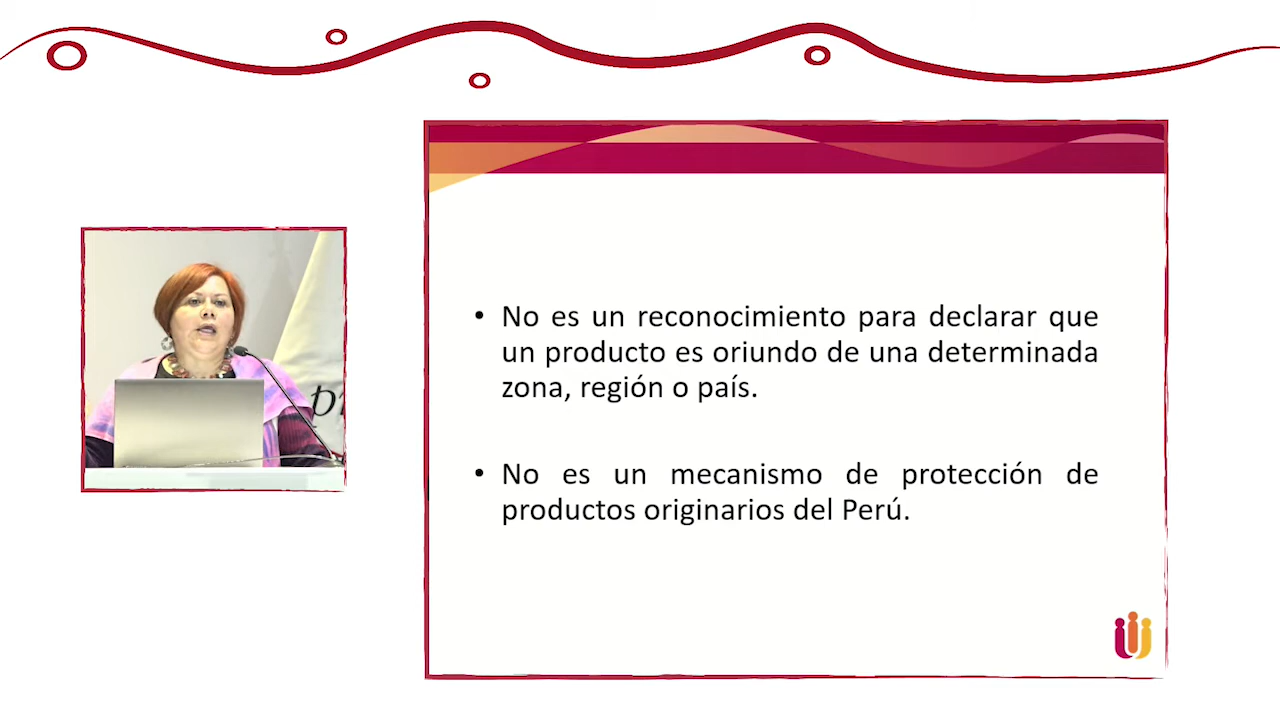 • No es un reconocimiento para declarar que
un producto es oriundo de una determinada
zona, región o país.
• No es un mecanismo de protección de
productos originarios del Perú.